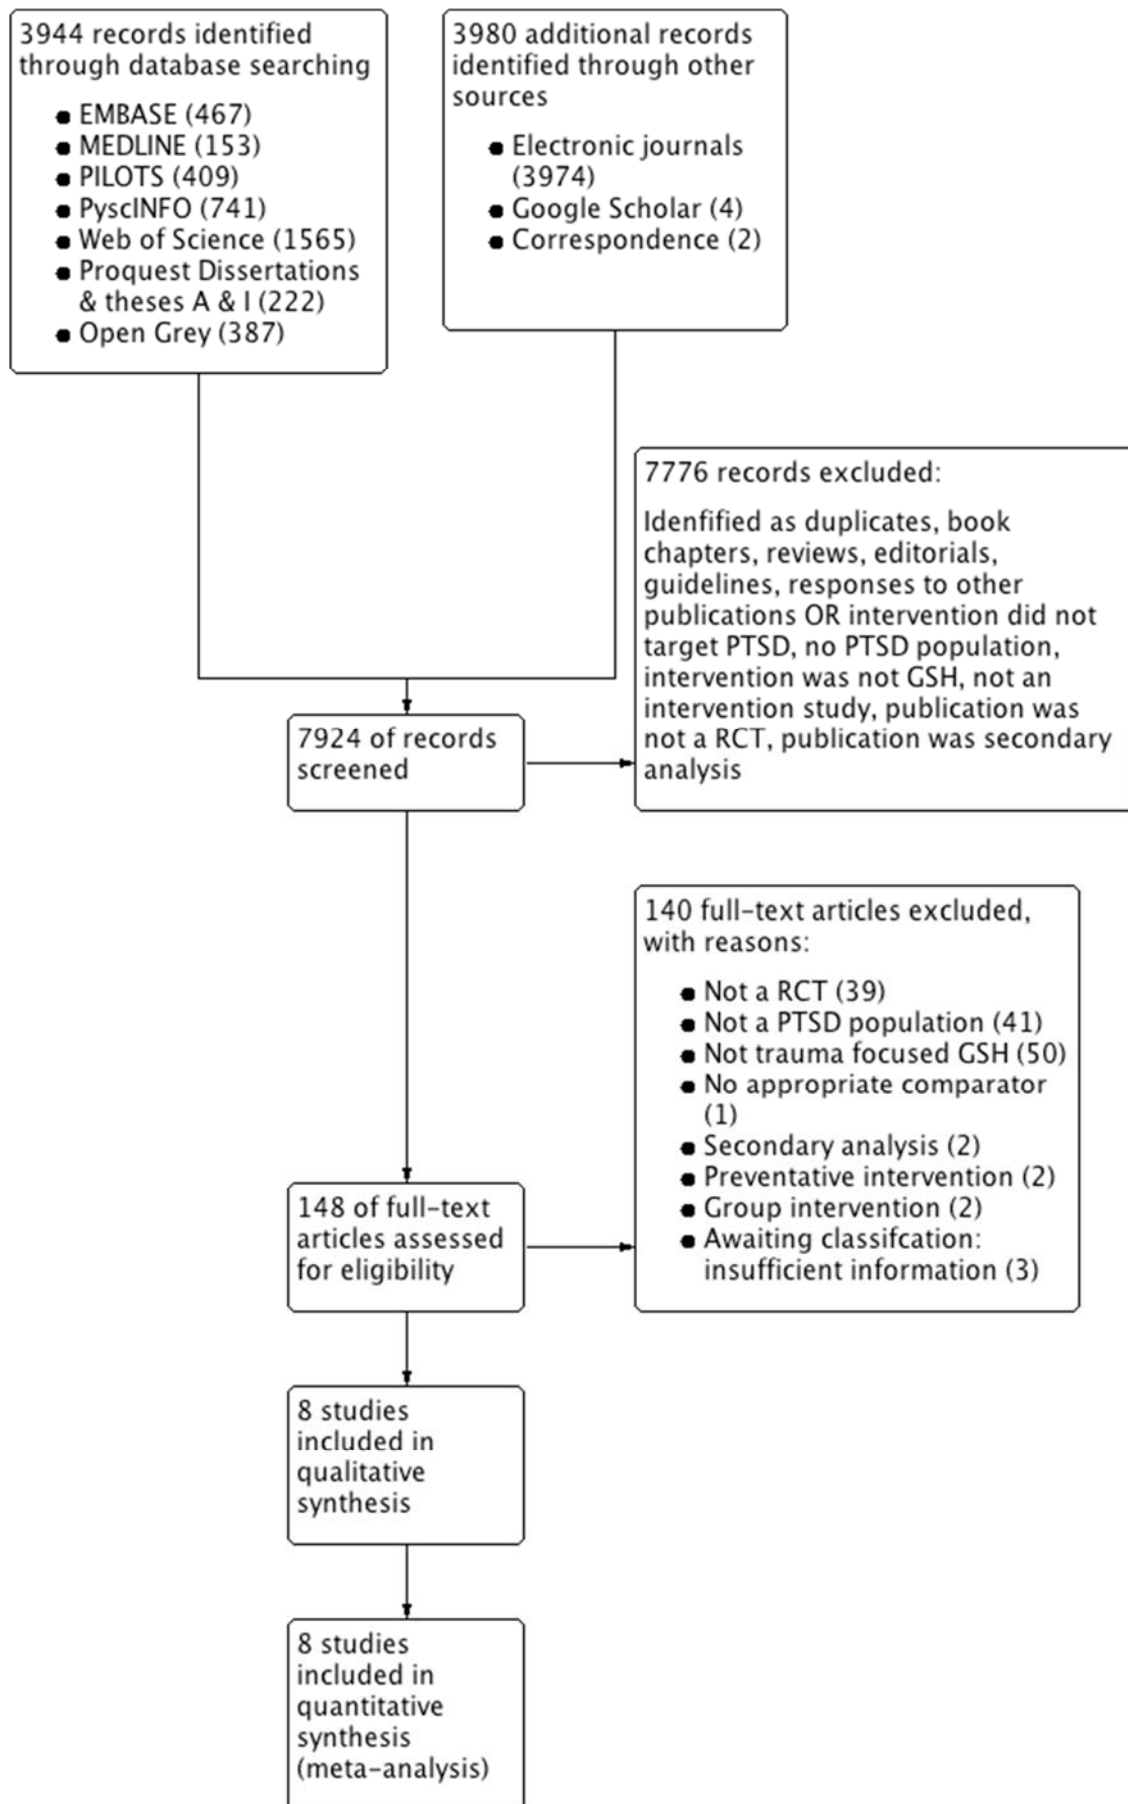 3944 records identified
through database searching
● EMBASE (467)
● MEDLINE (153)
● PILOTS (409)
● PyscINFO (741)
● Web of Science (1565)
● Proquest Dissertations
& theses A & I (222)
● Open Grey (387)
3980 additional records
identified through other
sources
● Electronic journals
(3974)
● Google Scholar (4)
● Correspondence (2)
7776 records excluded:
Idenfified as duplicates, book
chapters, reviews, editorials,
guidelines, responses to other
publications OR intervention did not
target PTSD, no PTSD population,
intervention was not GSH, not an
intervention study, publication was
not a RCT, publication was secondary
analysis
7924 of records
screened
140 full-text articles excluded,
with reasons:
● Not a RCT (39)
● Not a PTSD population (41)
● Not trauma focused GSH (50)
● No appropriate comparator
(1)
● Secondary analysis (2)
● Preventative intervention (2)
● Group intervention (2)
● Awaiting classifcation:
insufficient information (3)
148 of full-text
articles assessed
for eligibility
8 studies
included in
qualitative
synthesis
8 studies
included in
quantitative
synthesis
(meta-analysis)